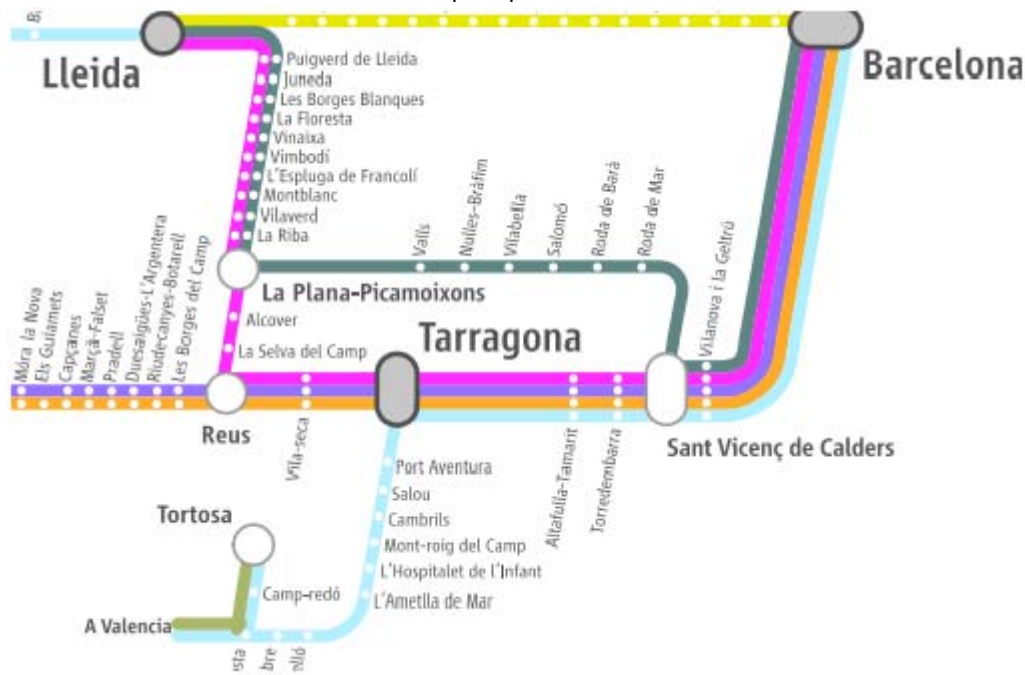 Lleida
Barcelona
Puigverd de Lleida
Juneda
Les Borges Blanques
La Floresta
Vinaixa
Vimbodí
L'Espluga de Francolí
Montblanc
Vilaverd
La Riba
Valls
Nulles-Bràfim
Vilabella
Salomó
Roda de Barà
Roda de Mar
Vilanova i la Geltrú
La Plana-Picamoixons
Alcover
La Selva del Camp
Tarragona
Móra la Nova
Els Guiamets
Capçanes
Marçà-Falset
Pradell
Duesaigües-L'Argentera
Riudecanyes-Botarell
Les Borges del Camp
Reus
Vila-seca
Altafulla-Tamarit
Torredembarra
Sant Vicenç de Calders
Port Aventura
Salou
Cambrils
Mont-roig del Camp
L'Hospitalet de l'Infant
L'Ametlla de Mar
Tortosa
Camp-redó
A Valencia